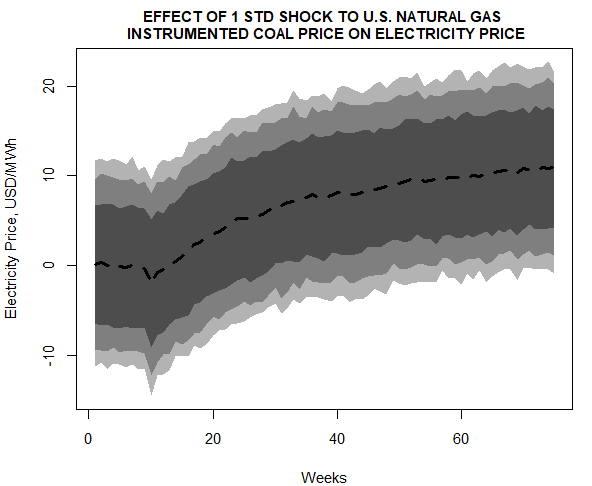 EFFECT OF 1 STD SHOCK TO U.S. NATURAL GAS
INSTRUMENTED COAL PRICE ON ELECTRICITY PRICE
Electricity Price, USD/MWh
20
10
0
-10
0 20 40 60
Weeks